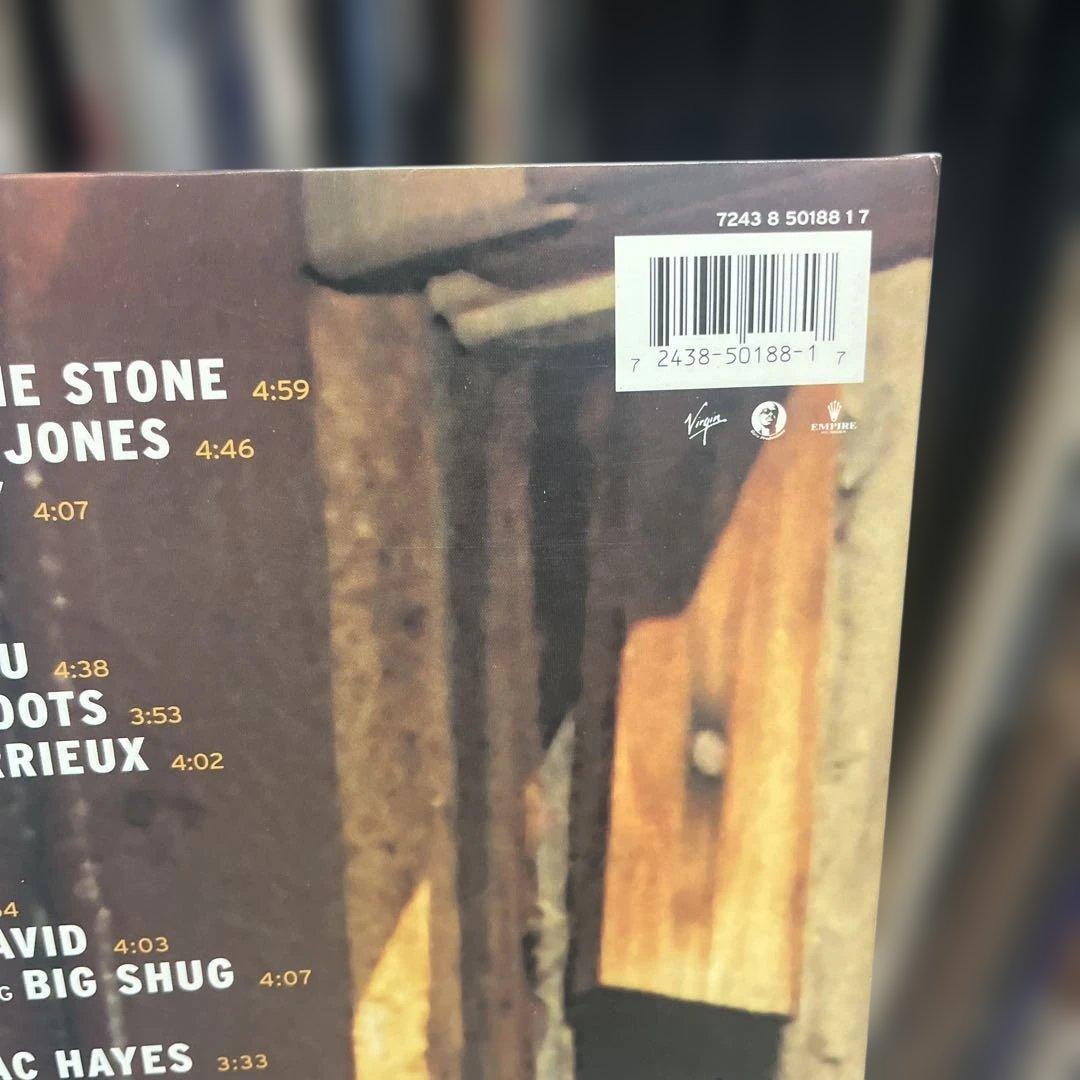 7243 8 50188 1 7
7 2438-50188-1 7
Virgin
EMPIRE
NE STONE 4:59
JONES 4:46
4:07
U 4:38
OOTS 3:53
RRIEUX 4:02
54
AVID 4:03
G BIG SHUG 4:07
AC HAYES 3:33